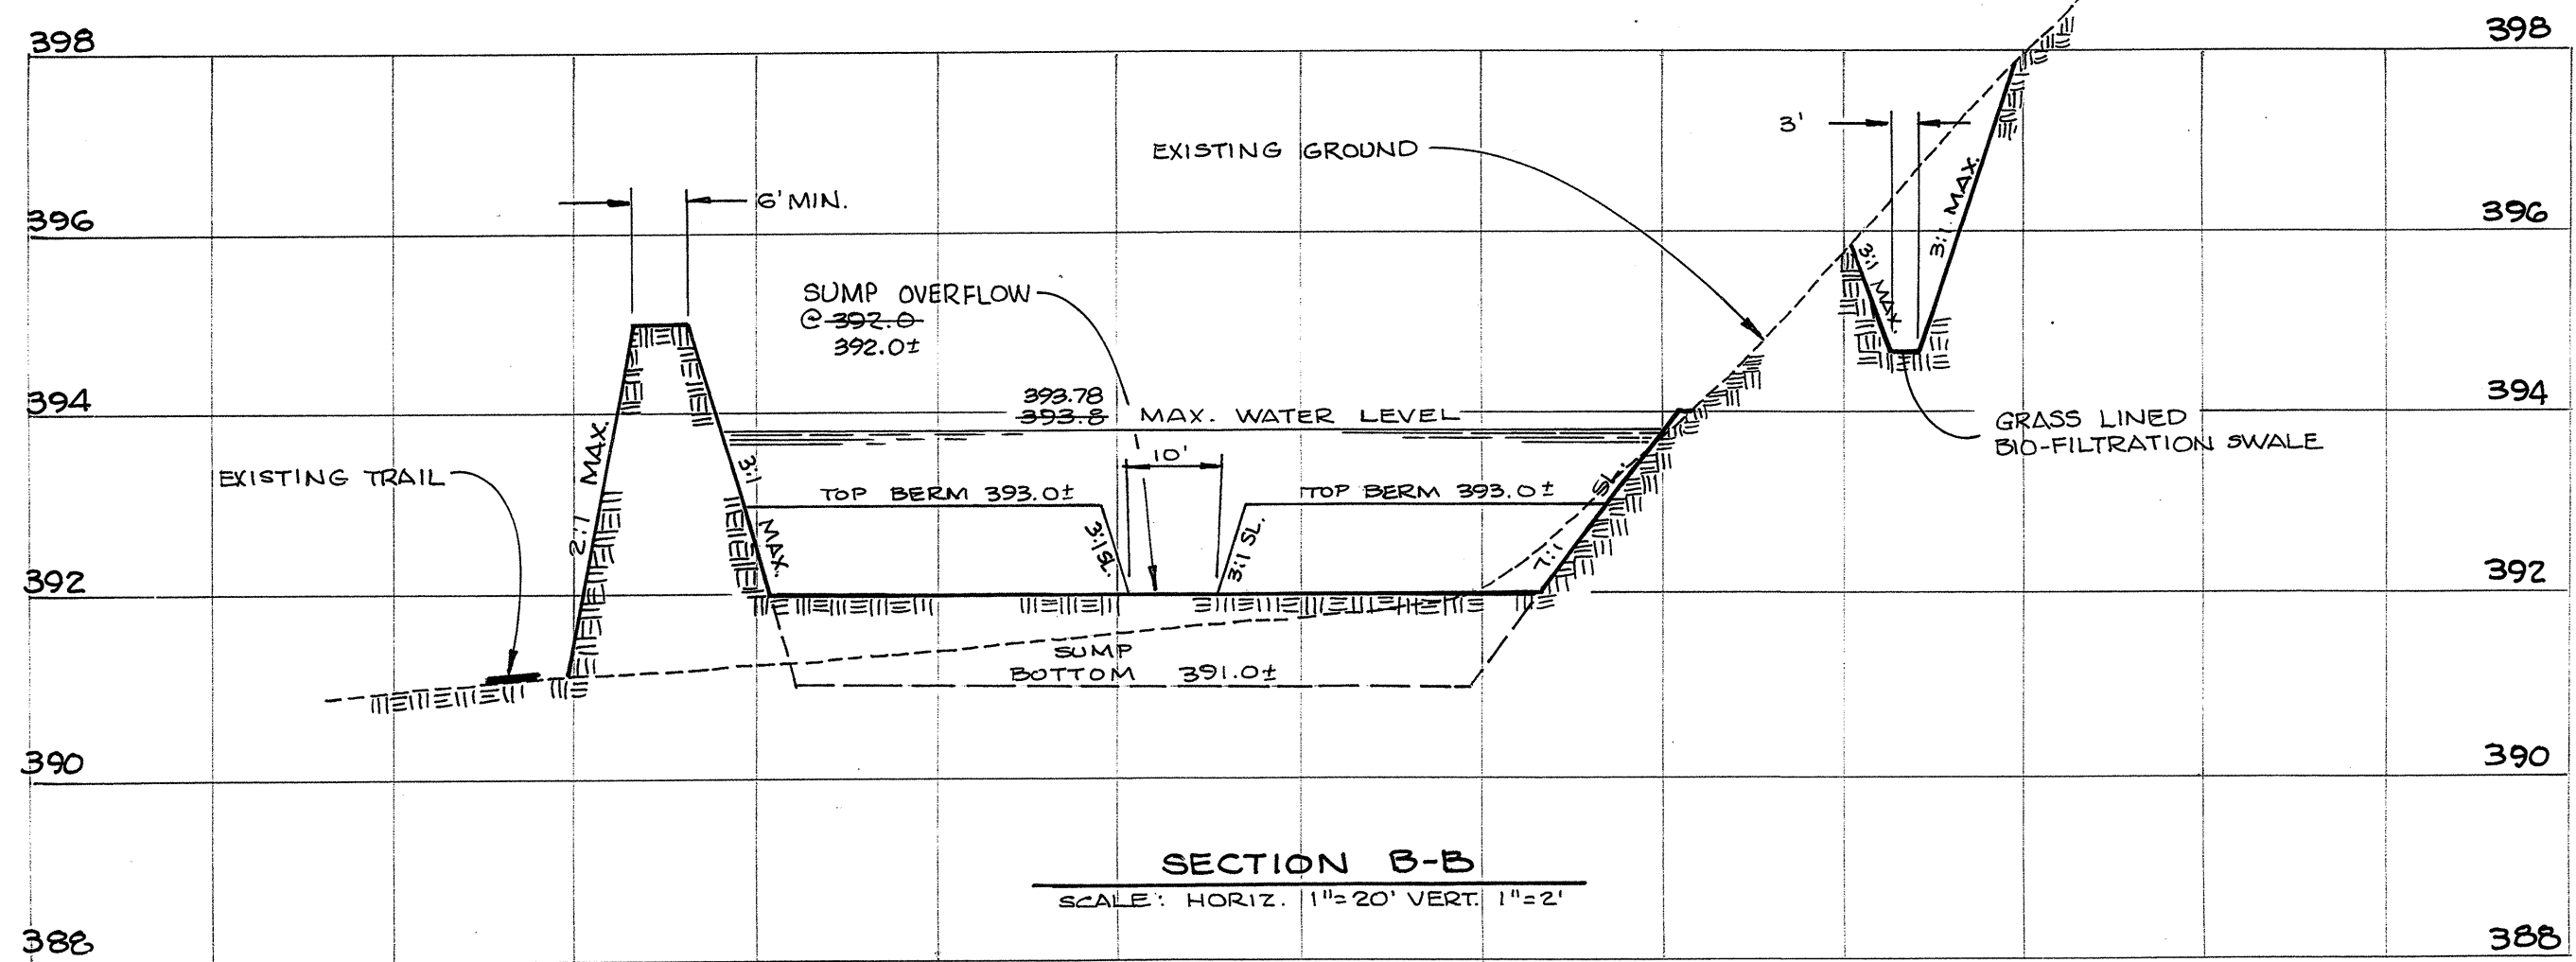 398 398
3'
EXISTING GROUND
6' MIN.
3:1 MAX.
396 396
3:1 MAX.
SUMP OVERFLOW
@ 392.0
392.0±
393.78
394 394
393.8 MAX. WATER LEVEL
GRASS LINED
BIO-FILTRATION SWALE
2:1 MAX.
10'
EXISTING TRAIL
3:1 MAX.
TOP BERM 393.0±
TOP BERM 393.0±
3:1 SL.
3:1 SL.
7:1 SL.
392 392
SUMP
BOTTOM 391.0±
390 390
SECTION B-B
SCALE: HORIZ. 1"=20' VERT. 1"=2'
388 388